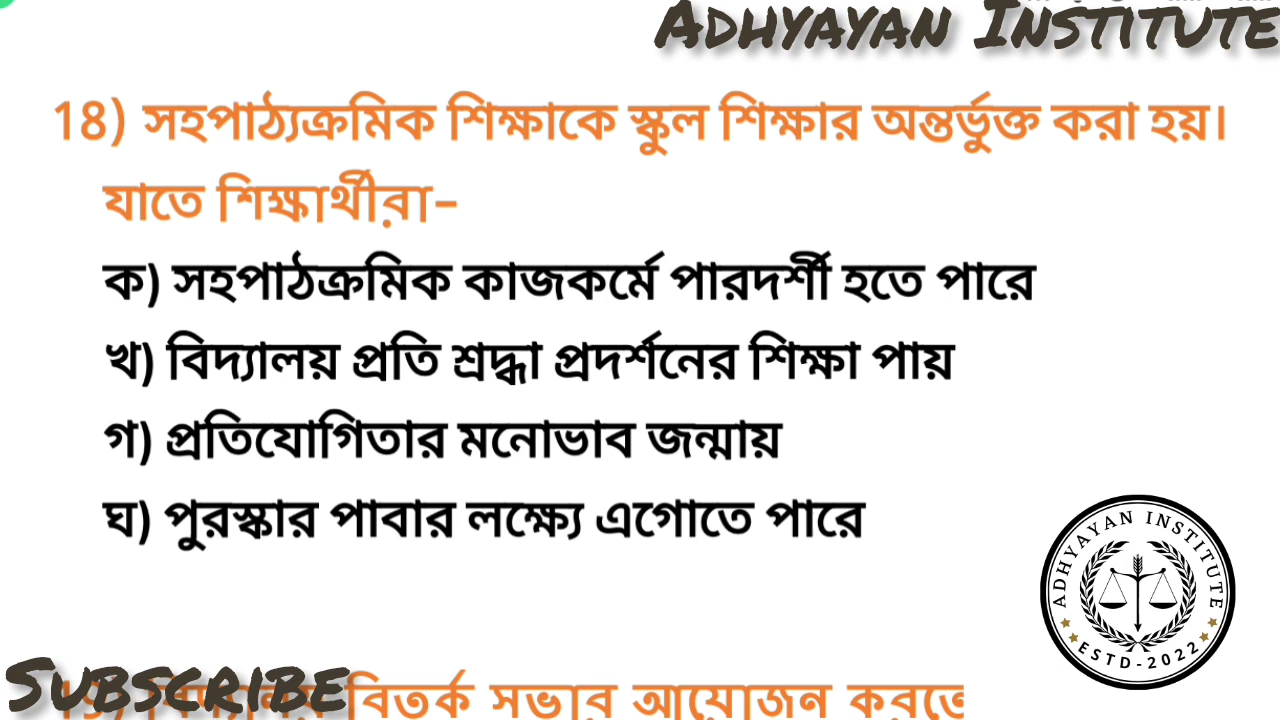 ADHYAYAN INSTITUTE
18) সহপাঠ্যক্রমিক শিক্ষাকে স্কুল শিক্ষার অন্তর্ভুক্ত করা হয়।
যাতে শিক্ষার্থীরা–
ক) সহপাঠক্রমিক কাজকর্মে পারদর্শী হতে পারে
খ) বিদ্যালয় প্রতি শ্রদ্ধা প্রদর্শনের শিক্ষা পায়
গ) প্রতিযোগিতার মনোভাব জন্মায়
ঘ) পুরস্কার পাবার লক্ষ্যে এগোতে পারে
ADHYAYAN INSTITUTE
ESTD-2022
SUBSCRIBE
বিতর্ক সভার আয়োজন করতে